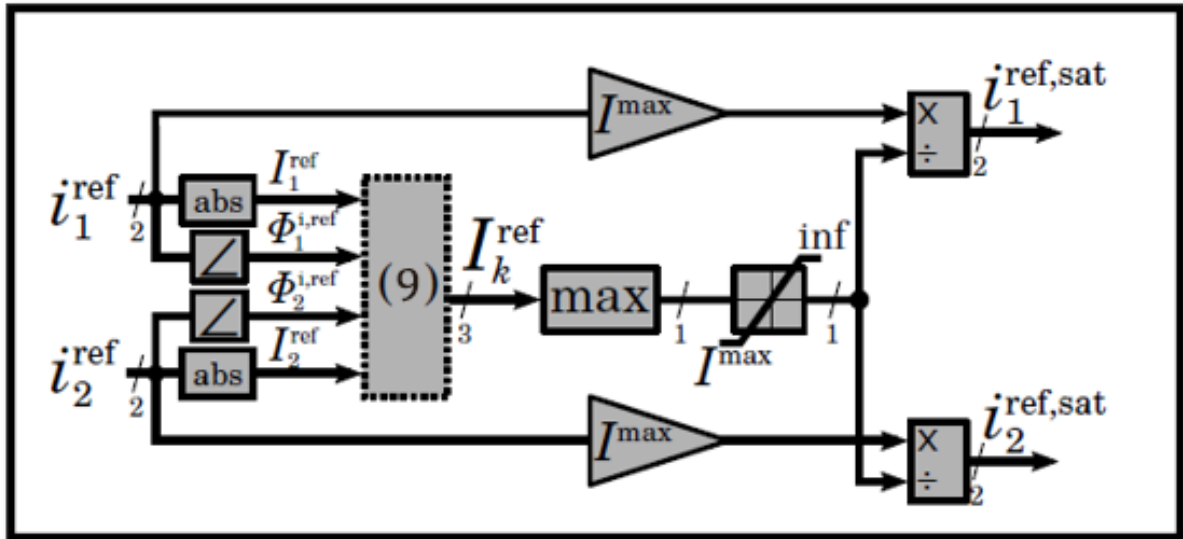 I^max
×
÷
i_1^ref,sat
2
i_1^ref
2
abs
I_1^ref
Φ_1^i,ref
Φ_2^i,ref
I_2^ref
i_2^ref
2
abs
(9)
I_k^ref
3
max
1
inf
I^max
1
I^max
×
÷
i_2^ref,sat
2